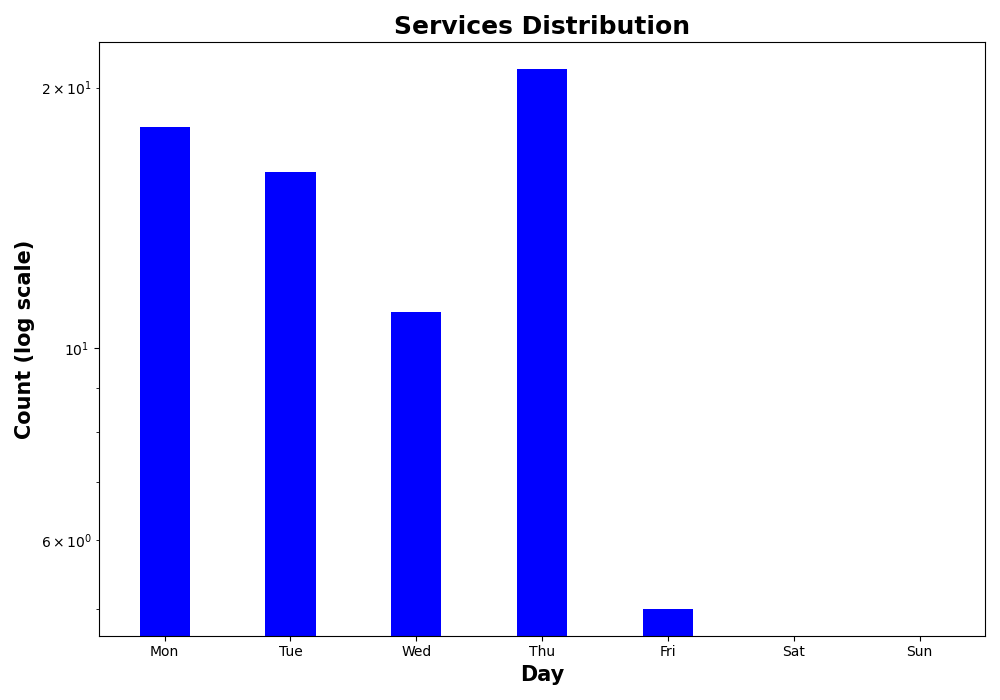 Services Distribution
Count (log scale)
2 × 10¹
10¹
6 × 10⁰
Mon Tue Wed Thu Fri Sat Sun
Day